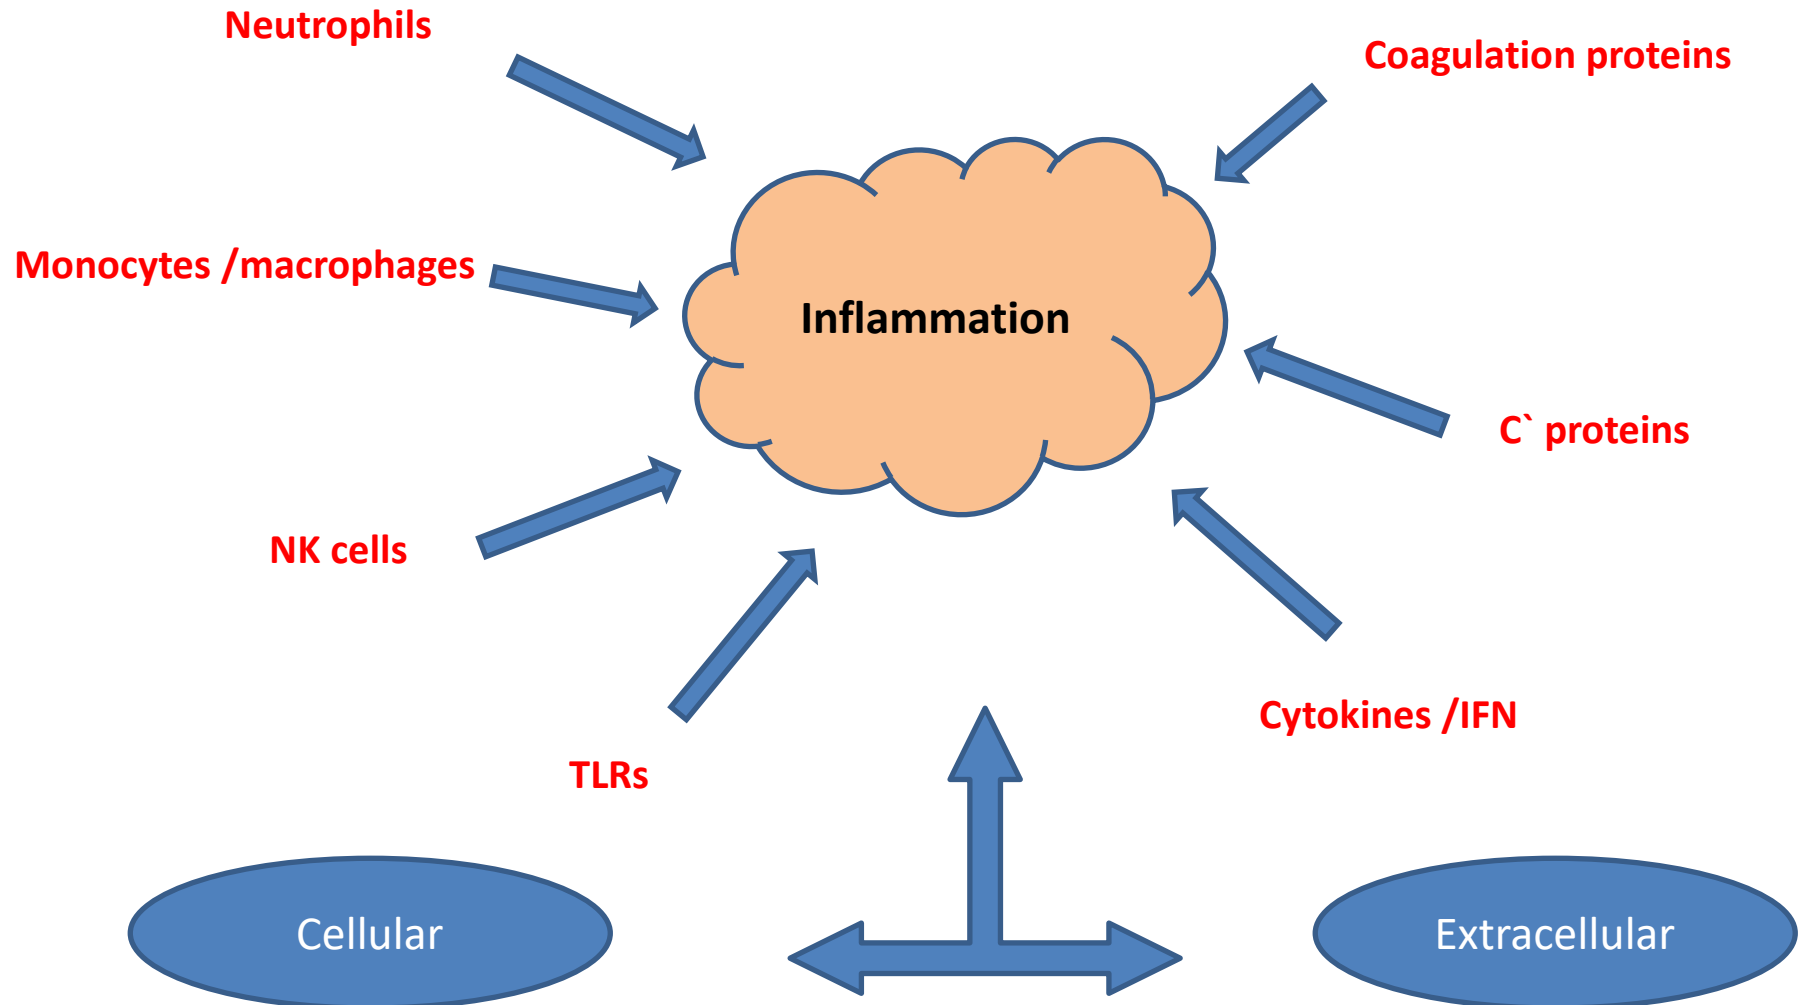 Neutrophils
Coagulation proteins
Monocytes /macrophages
Inflammation
C` proteins
NK cells
Cytokines /IFN
TLRs
Cellular
Extracellular